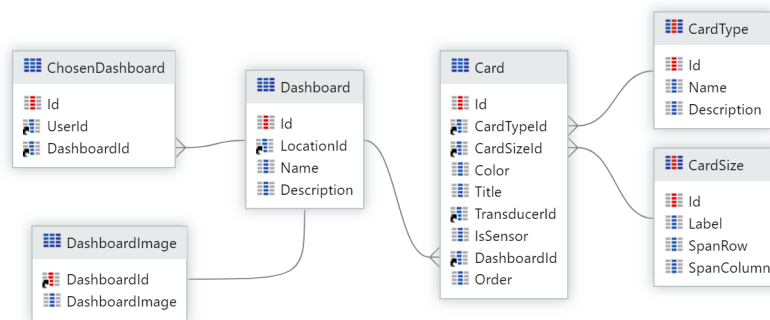 ChosenDashboard
Id
UserId
DashboardId
Dashboard
Id
LocationId
Name
Description
DashboardImage
DashboardId
DashboardImage
Card
Id
CardTypeId
CardSizeId
Color
Title
TransducerId
IsSensor
DashboardId
Order
CardType
Id
Name
Description
CardSize
Id
Label
SpanRow
SpanColumn